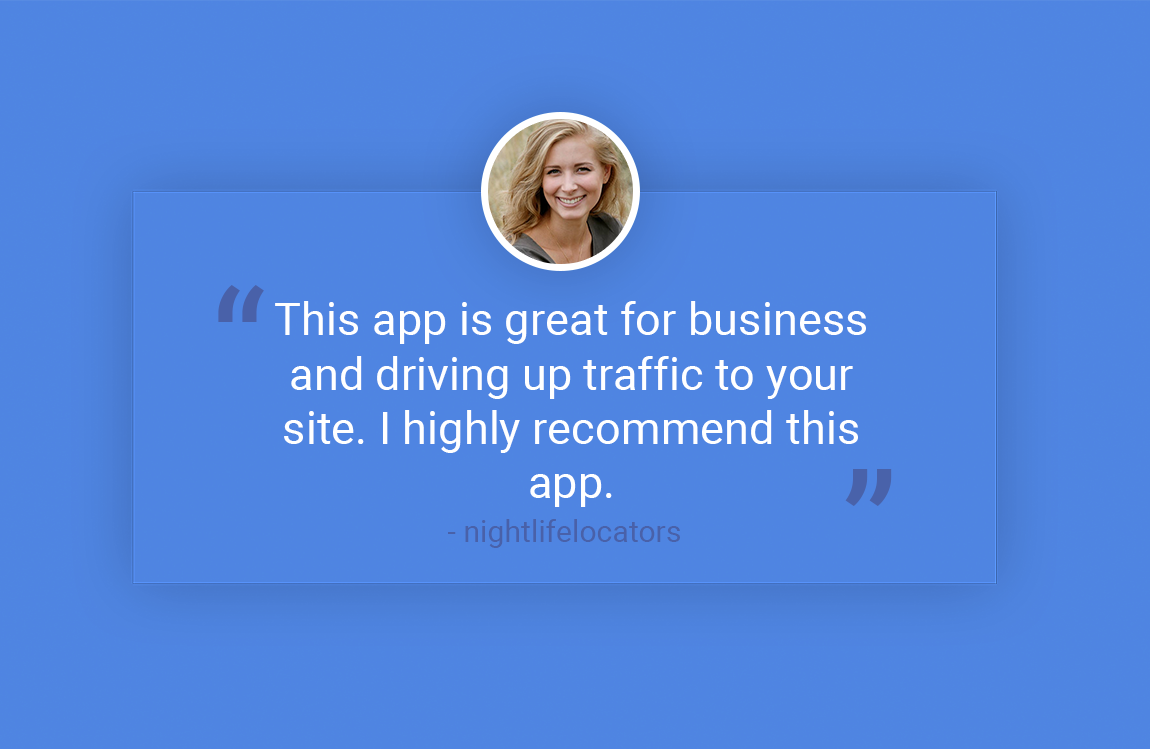 “This app is great for business
and driving up traffic to your
site. I highly recommend this
app.”
- nightlifelocators